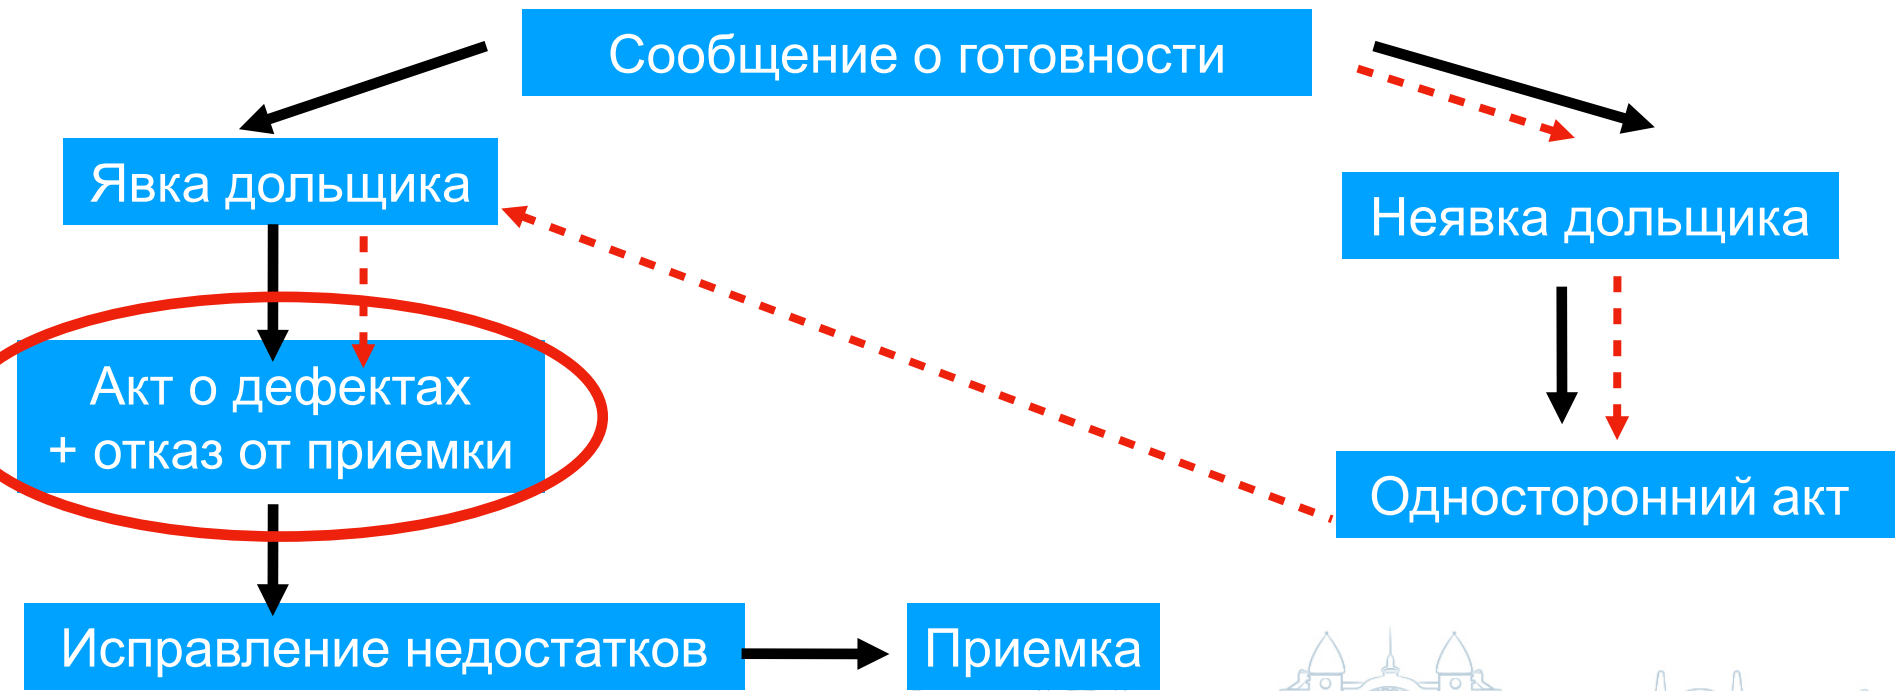 Сообщение о готовности
Явка дольщика
Неявка дольщика
Акт о дефектах
+ отказ от приемки
Односторонний акт
Исправление недостатков
Приемка